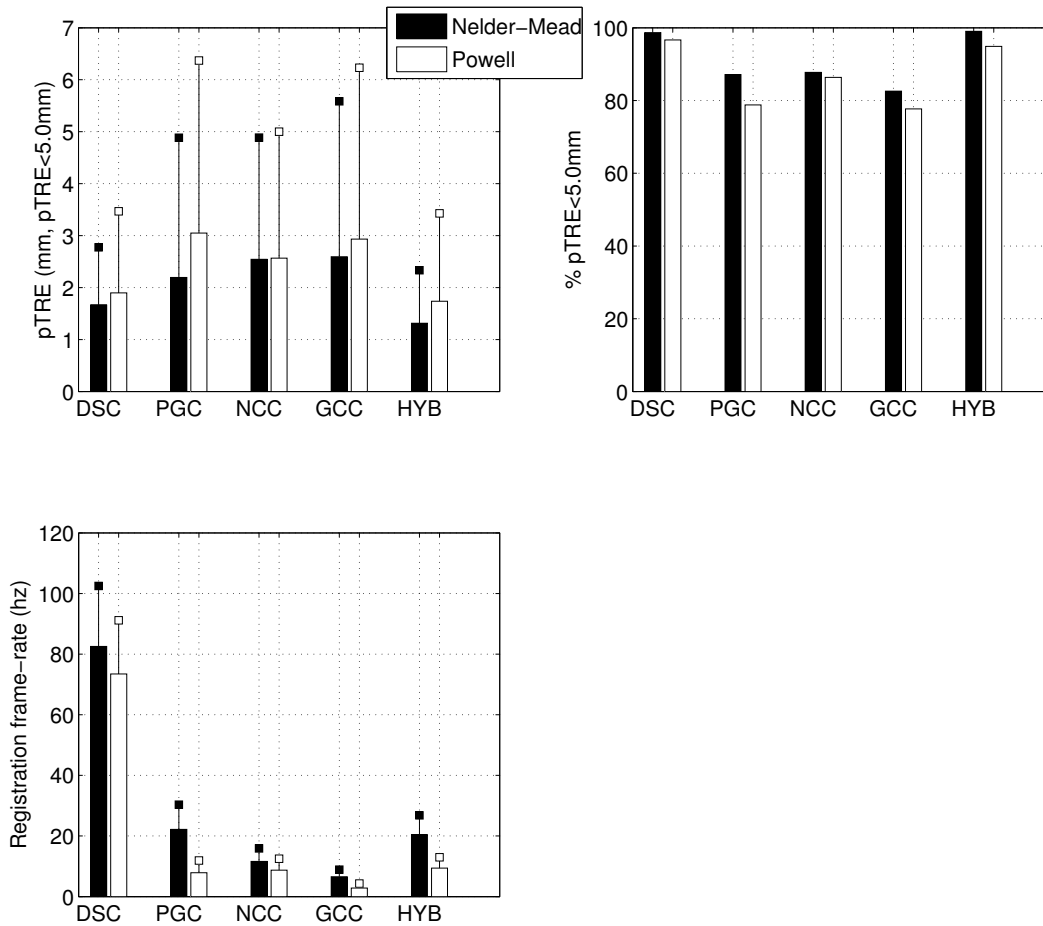 Nelder−Mead
Powell
pTRE (mm, pTRE<5.0mm)
7
6
5
4
3
2
1
0
DSC PGC NCC GCC HYB
% pTRE<5.0mm
100
80
60
40
20
0
DSC PGC NCC GCC HYB
Registration frame−rate (hz)
120
100
80
60
40
20
0
DSC PGC NCC GCC HYB